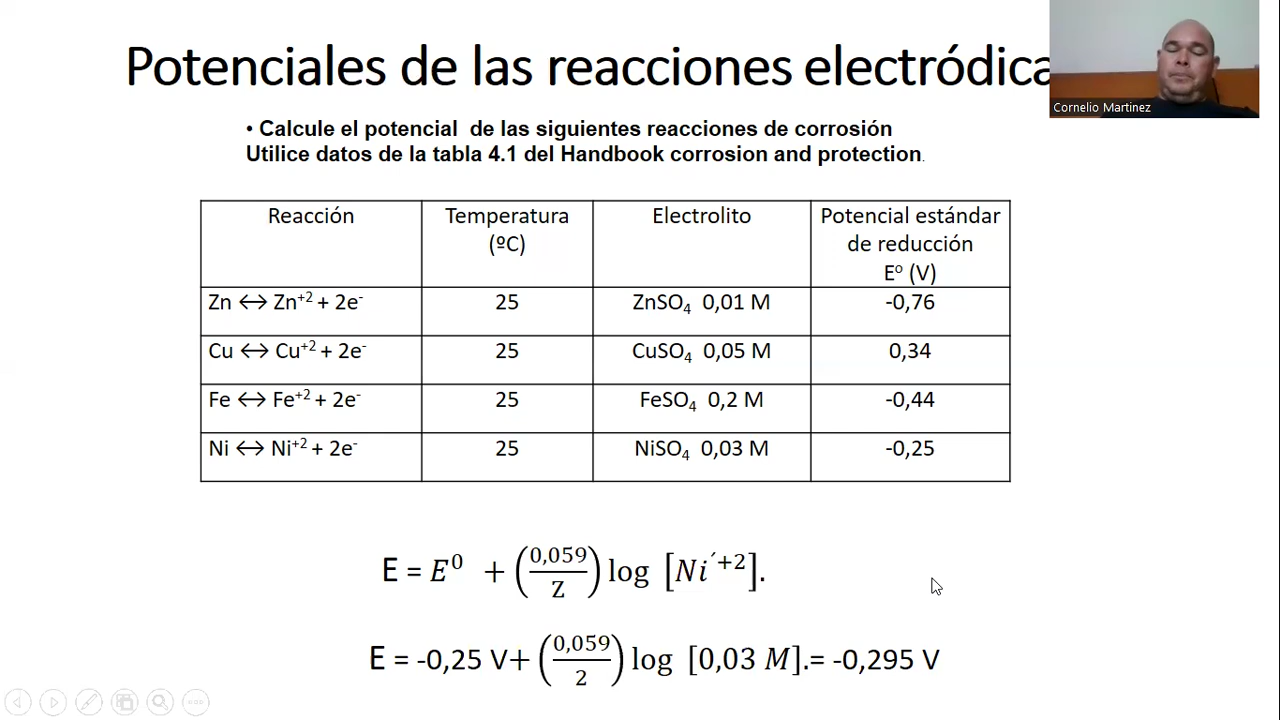 Potenciales de las reacciones electródica
Cornelio Martinez
• Calcule el potencial de las siguientes reacciones de corrosión
Utilice datos de la tabla 4.1 del Handbook corrosion and protection.
Reacción Temperatura (ºC) Electrolito Potencial estándar de reducción Eº (V)
Zn ↔ Zn⁺² + 2e⁻ 25 ZnSO₄ 0,01 M -0,76
Cu ↔ Cu⁺² + 2e⁻ 25 CuSO₄ 0,05 M 0,34
Fe ↔ Fe⁺² + 2e⁻ 25 FeSO₄ 0,2 M -0,44
Ni ↔ Ni⁺² + 2e⁻ 25 NiSO₄ 0,03 M -0,25
E = E⁰ + (0,059/Z) log [Ni´⁺²].
E = -0,25 V+ (0,059/2) log [0,03 M].= -0,295 V